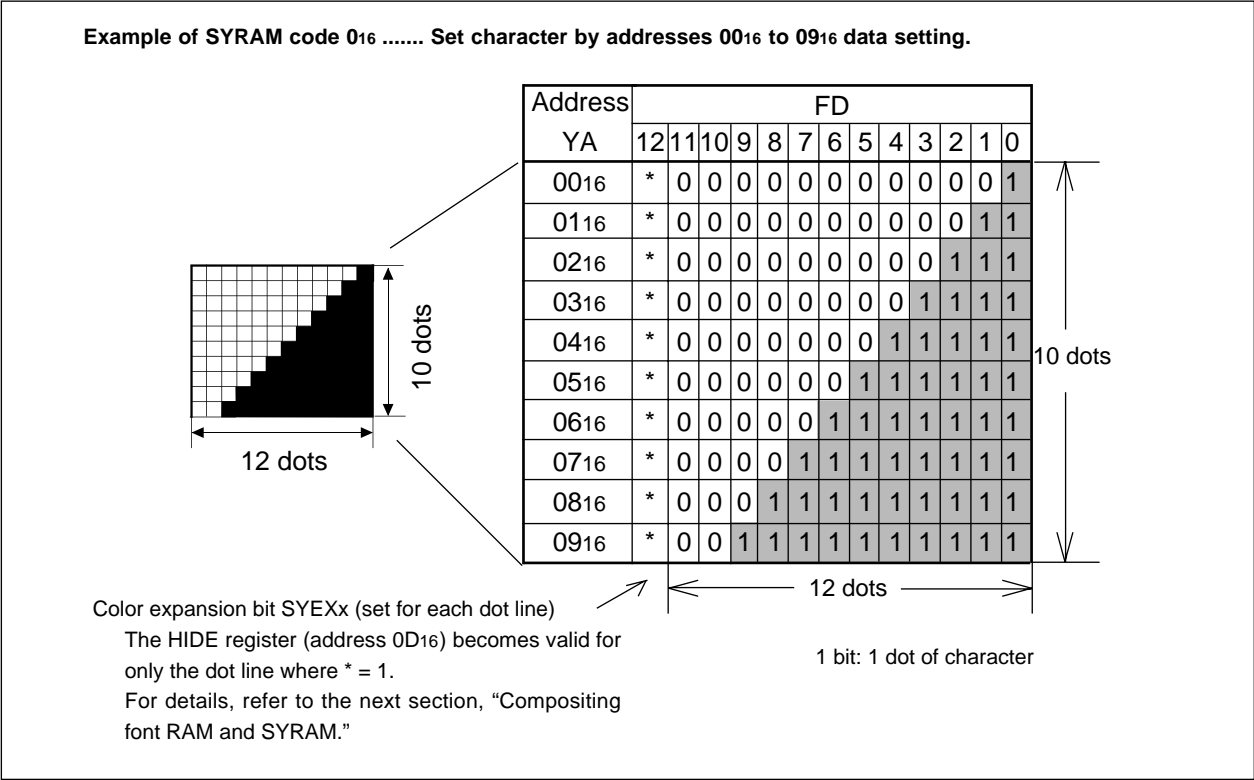 Example of SYRAM code 016 ....... Set character by addresses 0016 to 0916 data setting.
Address FD
YA 12 11 10 9 8 7 6 5 4 3 2 1 0
0016 * 0 0 0 0 0 0 0 0 0 0 0 1
0116 * 0 0 0 0 0 0 0 0 0 0 1 1
0216 * 0 0 0 0 0 0 0 0 0 1 1 1
0316 * 0 0 0 0 0 0 0 0 1 1 1 1
0416 * 0 0 0 0 0 0 0 1 1 1 1 1
0516 * 0 0 0 0 0 0 1 1 1 1 1 1
0616 * 0 0 0 0 0 1 1 1 1 1 1 1
0716 * 0 0 0 0 1 1 1 1 1 1 1 1
0816 * 0 0 0 1 1 1 1 1 1 1 1 1
0916 * 0 0 1 1 1 1 1 1 1 1 1 1
10 dots
12 dots
10 dots
12 dots
Color expansion bit SYEXx (set for each dot line)
The HIDE register (address 0D16) becomes valid for
only the dot line where * = 1.
For details, refer to the next section, “Compositing
font RAM and SYRAM.”
1 bit: 1 dot of character